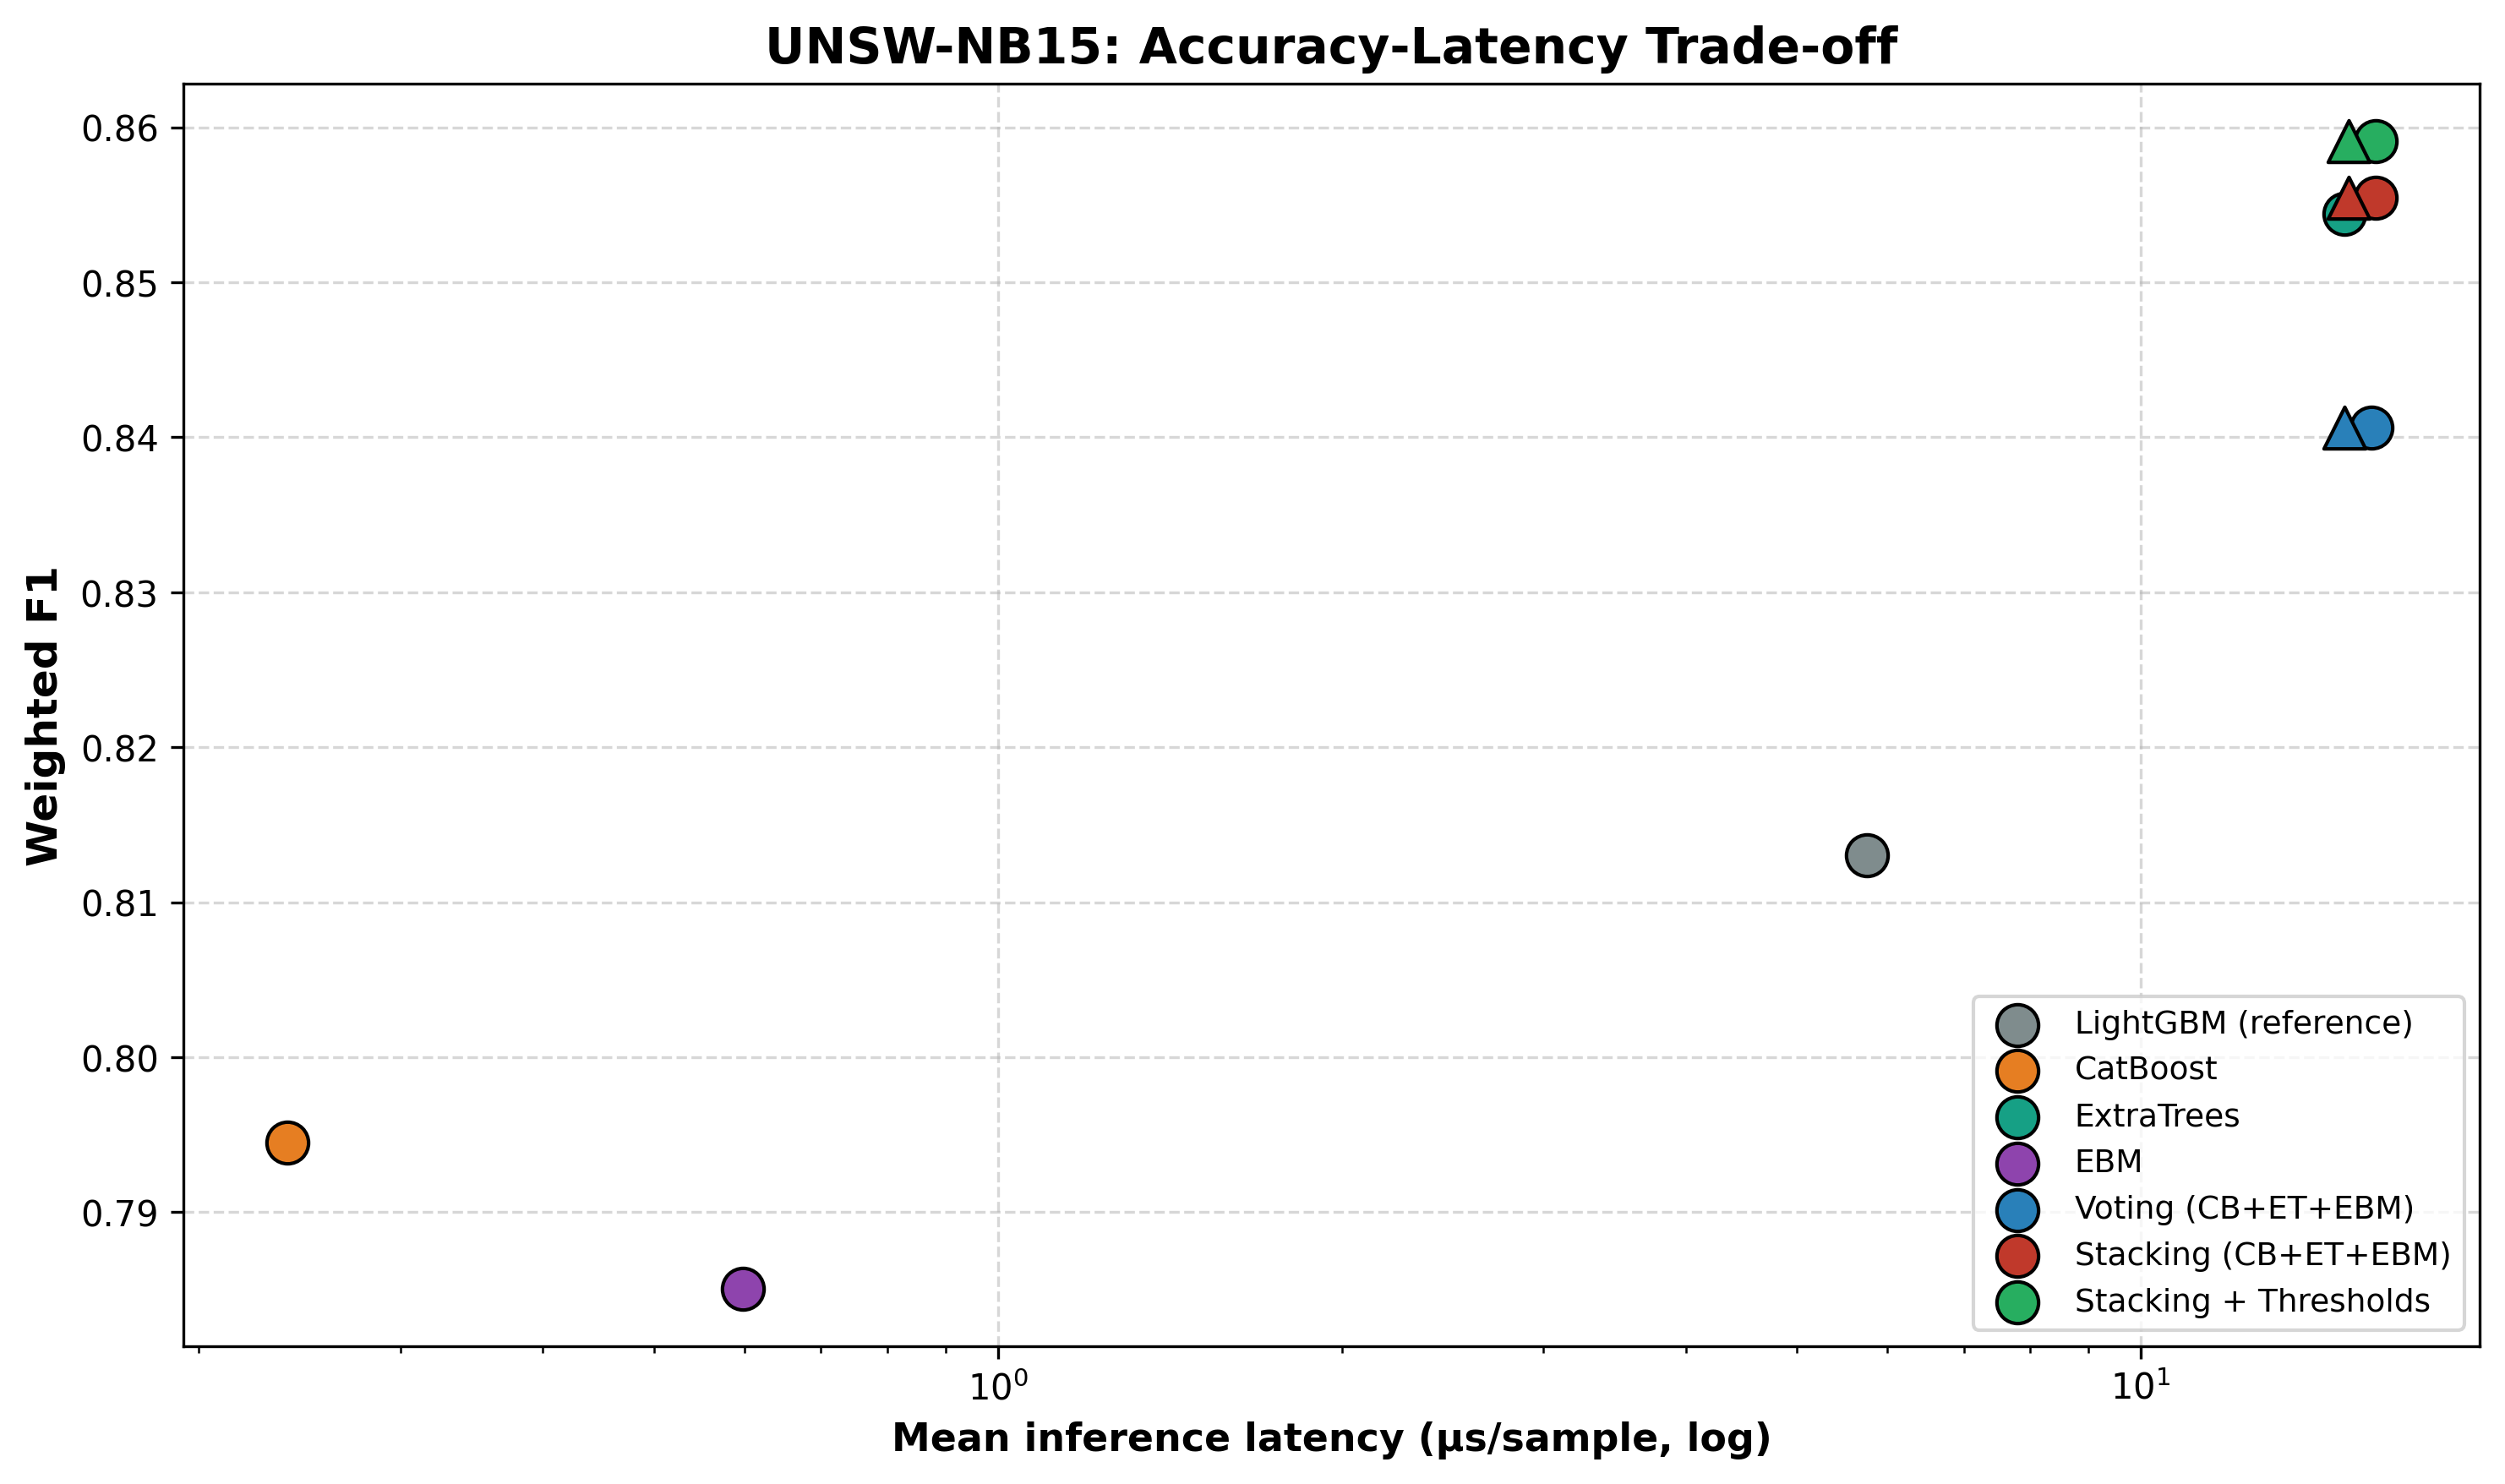 UNSW-NB15: Accuracy-Latency Trade-off
Weighted F1
0.86
0.85
0.84
0.83
0.82
0.81
0.80
0.79
LightGBM (reference)
CatBoost
ExtraTrees
EBM
Voting (CB+ET+EBM)
Stacking (CB+ET+EBM)
Stacking + Thresholds
10⁰ 10¹
Mean inference latency (µs/sample, log)